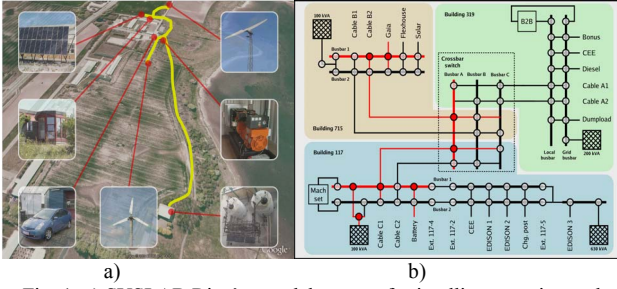 Google
a)
Building 319
B2B
Bonus
CEE
Diesel
Cable A1
Cable A2
Dumpload
Local busbar
Grid busbar
200 kVA
100 kVA
Cable B1
Cable B2
Gaia
Flexhouse
Solar
Busbar 1
Busbar 2
Building 715
Crossbar switch
Busbar A
Busbar B
Busbar C
Building 117
Mach set
Busbar 1
Busbar 2
Cable C1
Cable C2
Battery
Ext. 117-4
Ext. 117-2
CEE
EDISON 1
EDISON 2
Chg. post
Ext. 117-5
EDISON 3
630 kVA
b)